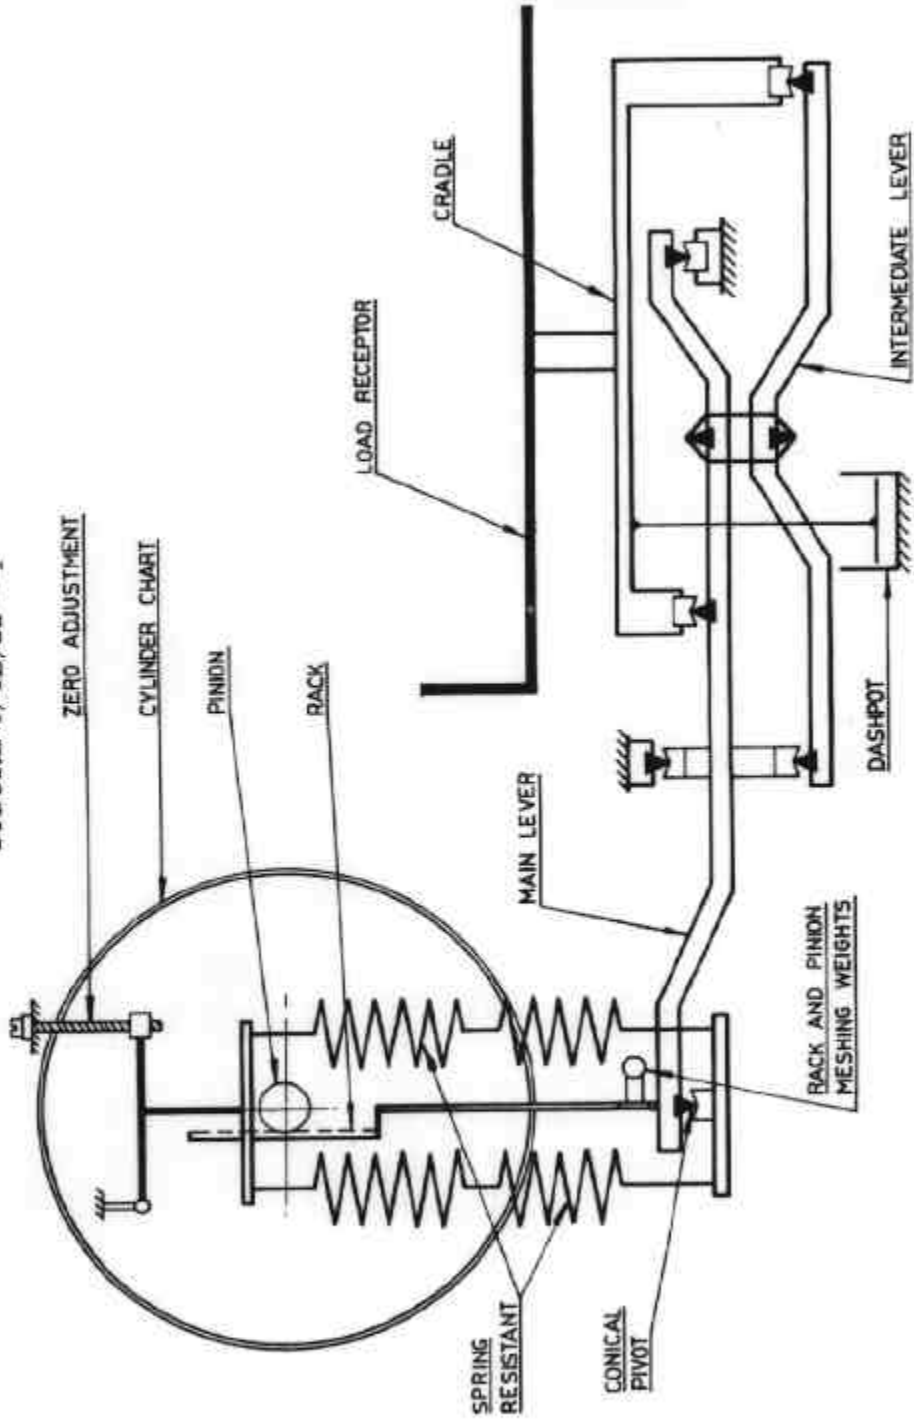 ZERO ADJUSTMENT
CYLINDER CHART
PINION
RACK
LOAD RECEPTOR
CRADLE
MAIN LEVER
INTERMEDIATE LEVER
DASHPOT
RACK AND PINION
MESHING WEIGHTS
SPRING
RESISTANT
CONICAL
PIVOT